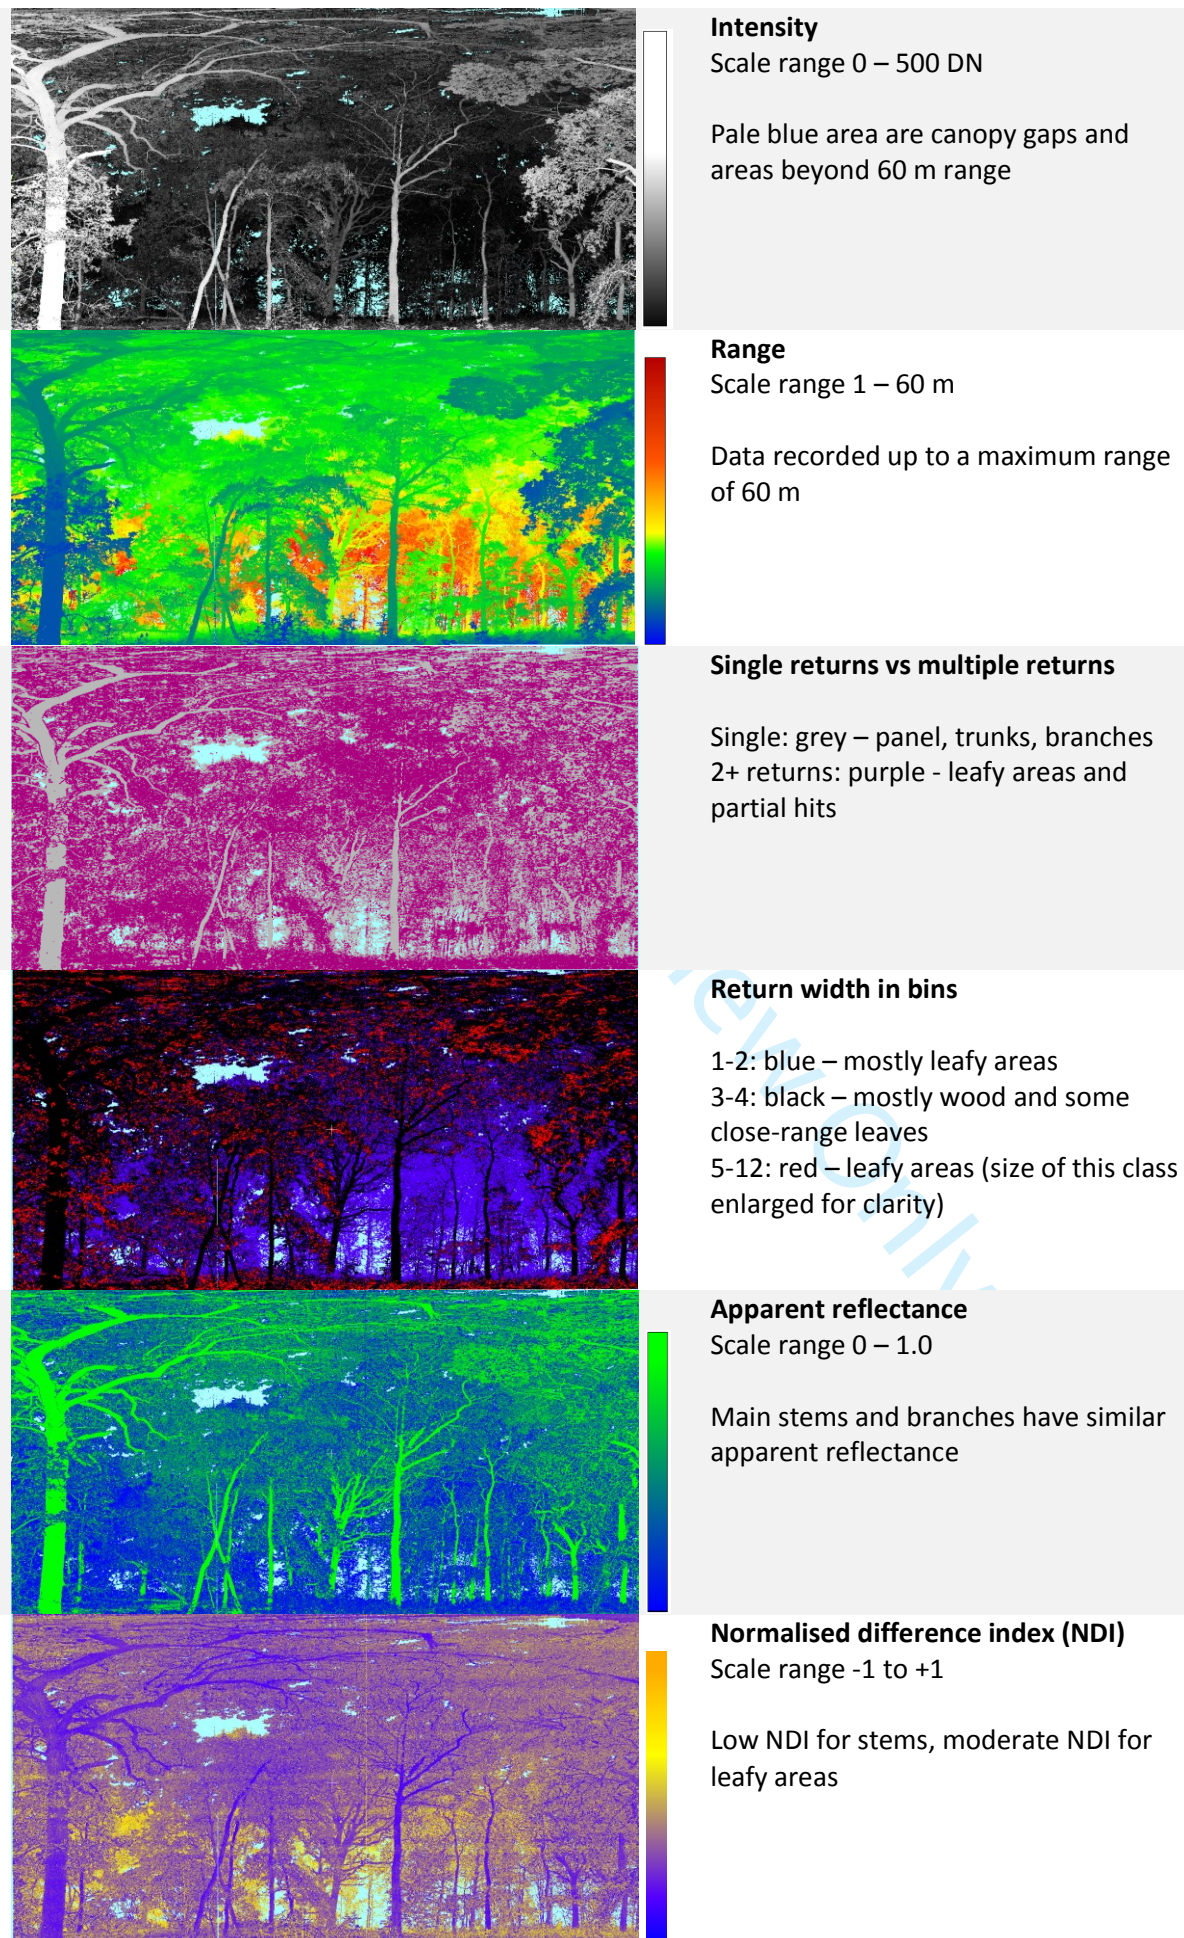 Intensity
Scale range 0 – 500 DN
Pale blue area are canopy gaps and
areas beyond 60 m range
Range
Scale range 1 – 60 m
Data recorded up to a maximum range
of 60 m
Single returns vs multiple returns
Single: grey – panel, trunks, branches
2+ returns: purple - leafy areas and
partial hits
Return width in bins
1-2: blue – mostly leafy areas
3-4: black – mostly wood and some
close-range leaves
5-12: red – leafy areas (size of this class
enlarged for clarity)
Apparent reflectance
Scale range 0 – 1.0
Main stems and branches have similar
apparent reflectance
Normalised difference index (NDI)
Scale range -1 to +1
Low NDI for stems, moderate NDI for
leafy areas